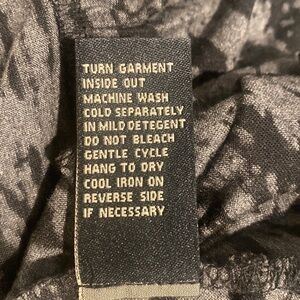 TURN GARMENT
INSIDE OUT
MACHINE WASH
COLD SEPARATELY
IN MILD DETEGENT
DO NOT BLEACH
GENTLE CYCLE
HANG TO DRY
COOL IRON ON
REVERSE SIDE
IF NECESSARY